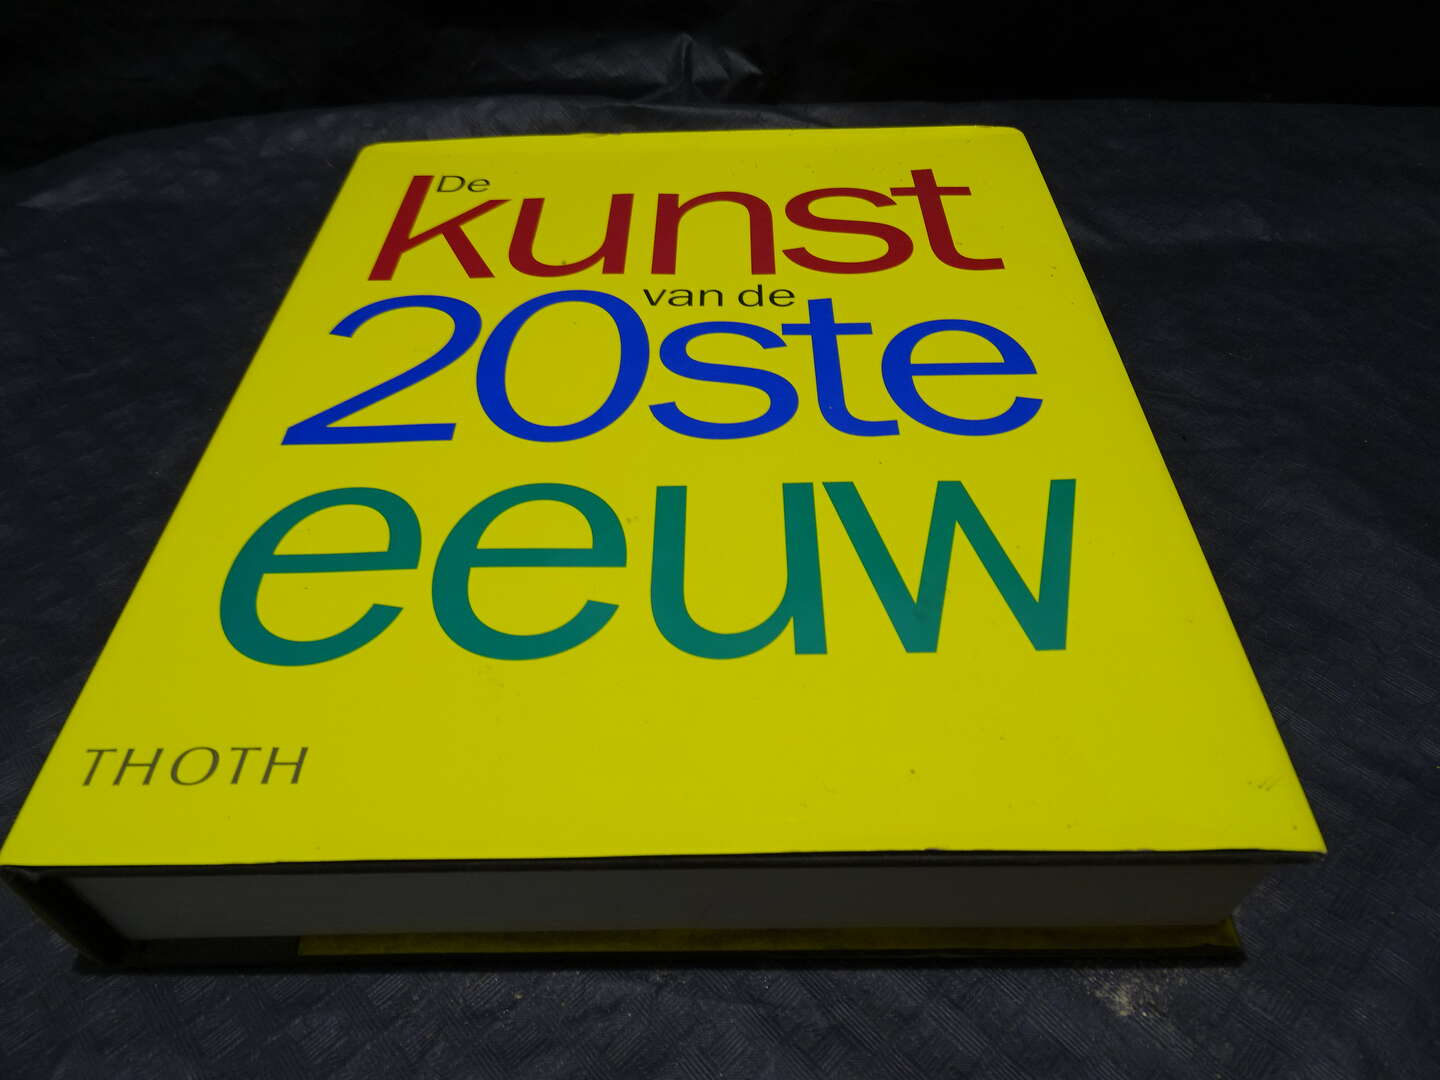 De
kunst
van de
20ste
eeuw
THOTH